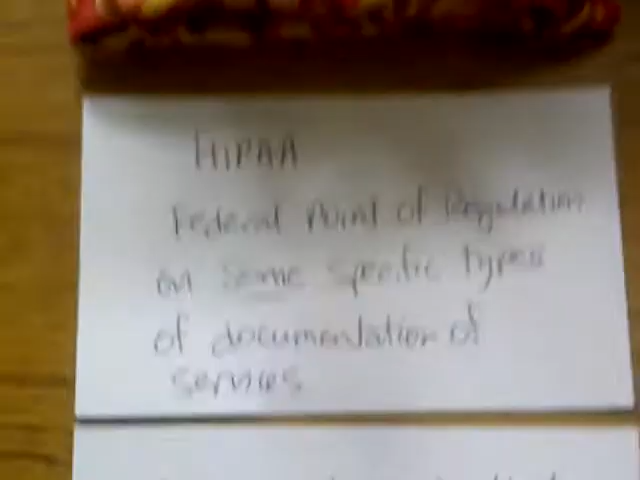 HIPAA
Federal Point of Regulation
on some specific types
of documentation of
services